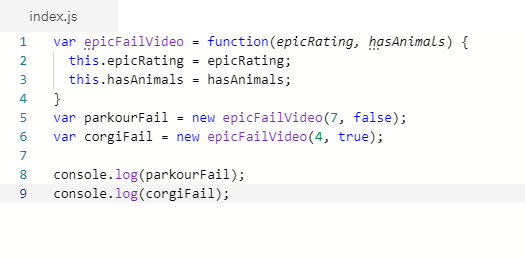 index.js
1 var epicFailVideo = function(epicRating, hasAnimals) {
2 this.epicRating = epicRating;
3 this.hasAnimals = hasAnimals;
4 }
5 var parkourFail = new epicFailVideo(7, false);
6 var corgiFail = new epicFailVideo(4, true);
7
8 console.log(parkourFail);
9 console.log(corgiFail);